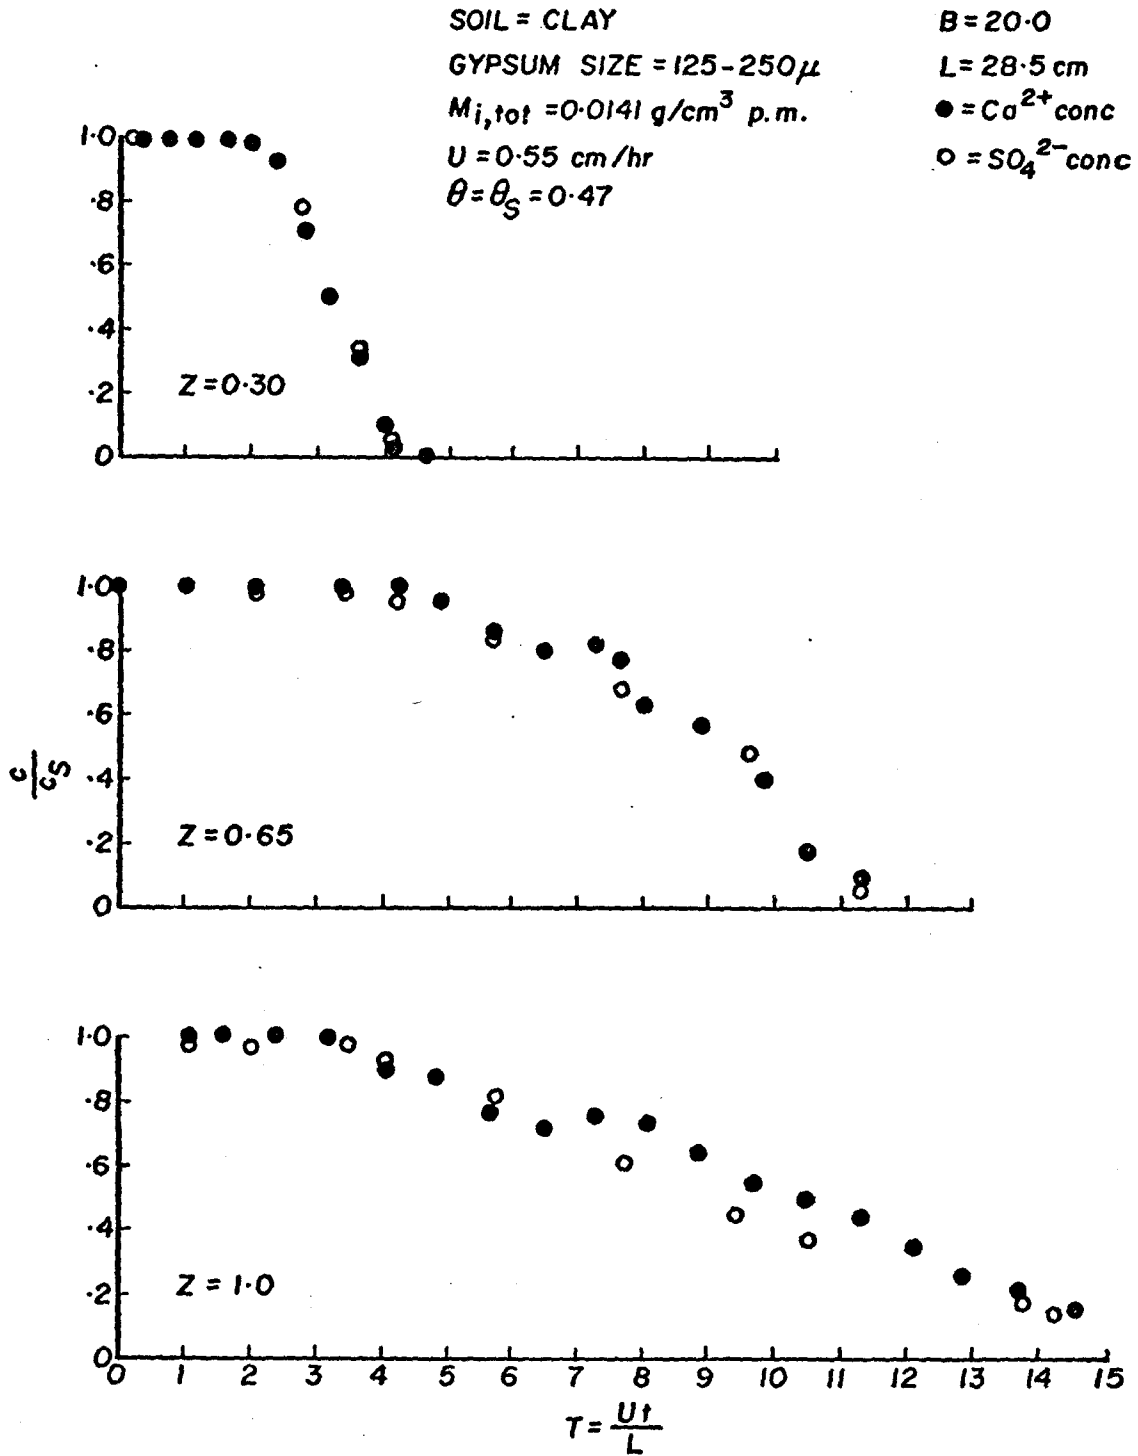 SOIL = CLAY
GYPSUM SIZE = 125-250μ
M i,tot = 0.0141 g/cm³ p.m.
U = 0.55 cm/hr
θ = θS = 0.47
B = 20.0
L = 28.5 cm
● = Ca²⁺ conc
○ = SO₄²⁻ conc
1.0
.8
.6
.4
.2
0
Z = 0.30
1.0
.8
.6
.4
.2
0
Z = 0.65
c/cS
1.0
.8
.6
.4
.2
0
Z = 1.0
0 1 2 3 4 5 6 7 8 9 10 11 12 13 14 15
T = Ut/L